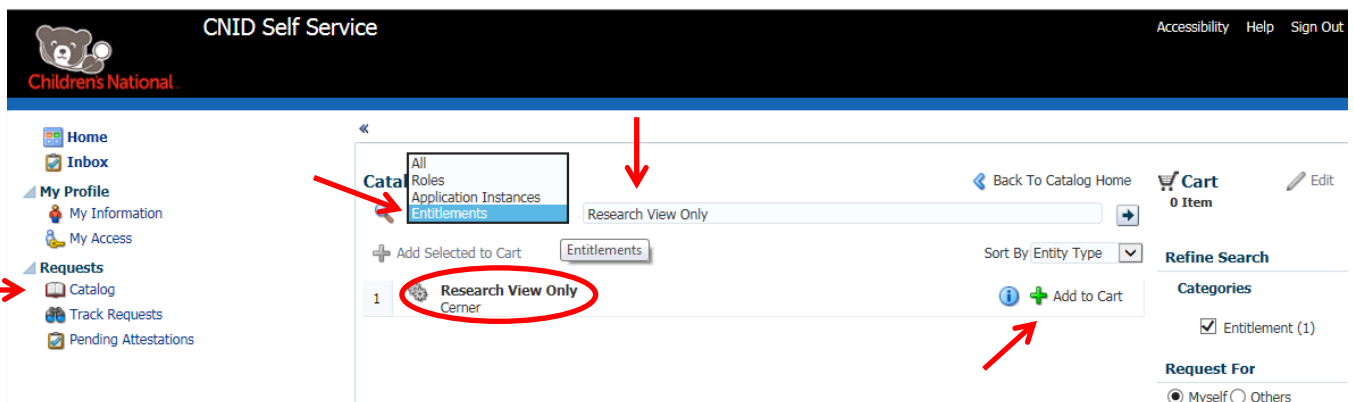 CNID Self Service
Accessibility Help Sign Out
Children's National
Home
Inbox
My Profile
My Information
My Access
Requests
Catalog
Track Requests
Pending Attestations
«
All
Roles
Application Instances
Entitlements
Catal
Back To Catalog Home
Research View Only
Add Selected to Cart
Entitlements
Sort By Entity Type
1
Research View Only
Cerner
Add to Cart
Cart
Edit
0 Item
Refine Search
Categories
Entitlement (1)
Request For
Myself Others